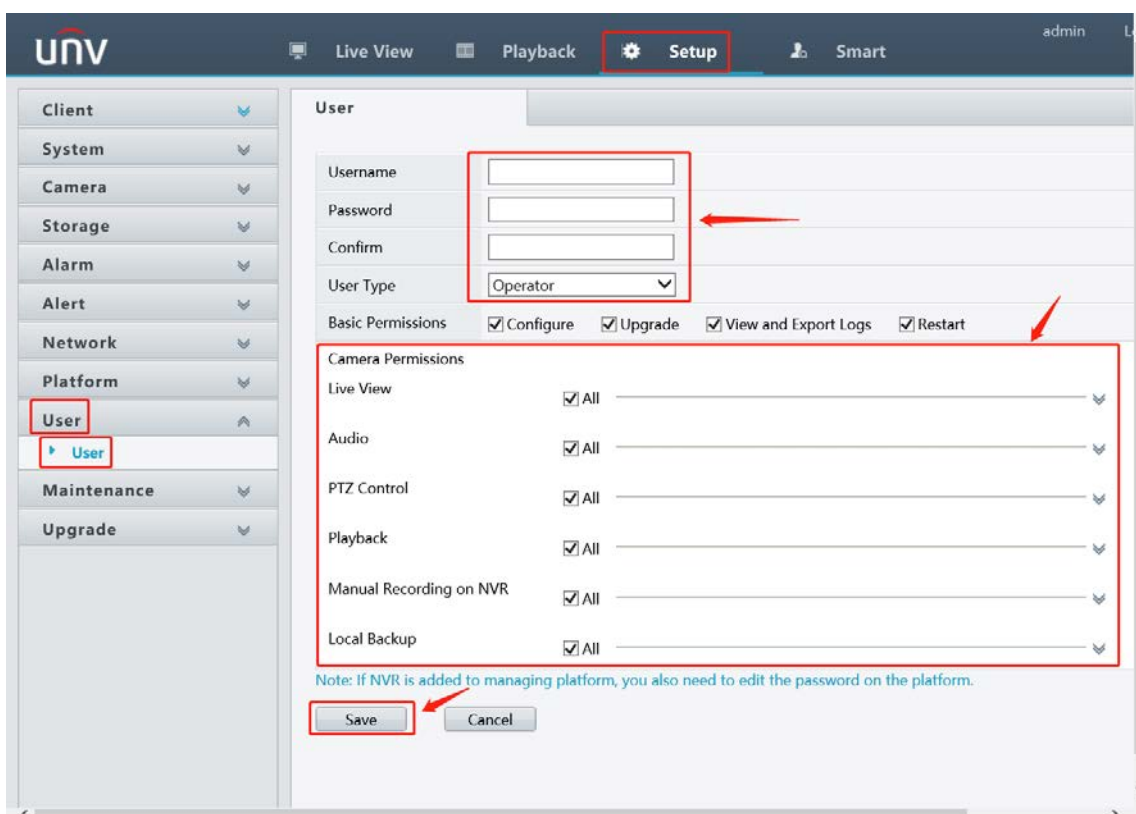 unv
Live View Playback Setup Smart admin
Client
System
Camera
Storage
Alarm
Alert
Network
Platform
User
User
Maintenance
Upgrade
User
Username
Password
Confirm
User Type Operator
Basic Permissions Configure Upgrade View and Export Logs Restart
Camera Permissions
Live View All
Audio All
PTZ Control All
Playback All
Manual Recording on NVR All
Local Backup All
Note: If NVR is added to managing platform, you also need to edit the password on the platform.
Save Cancel